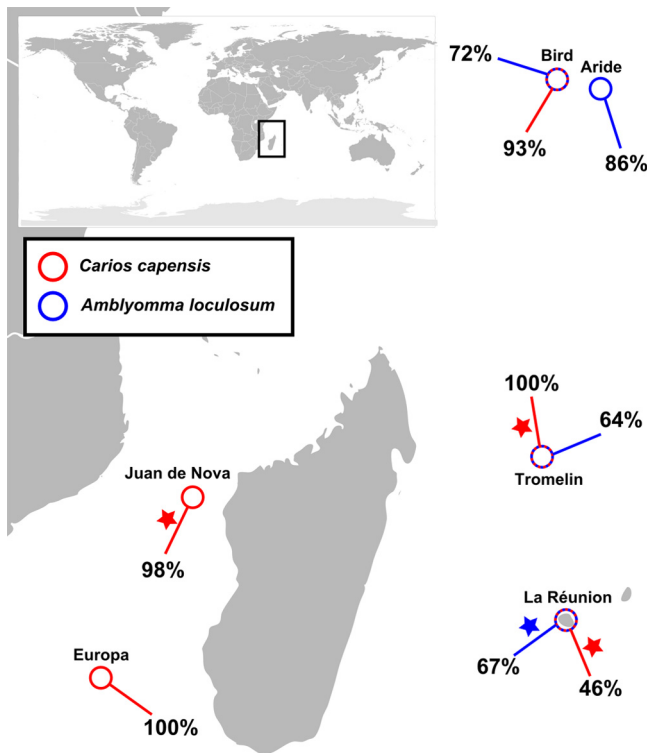 72%
Bird
Aride
93%
86%
Carios capensis
Amblyomma loculosum
100%
64%
Tromelin
Juan de Nova
98%
La Réunion
67%
46%
Europa
100%